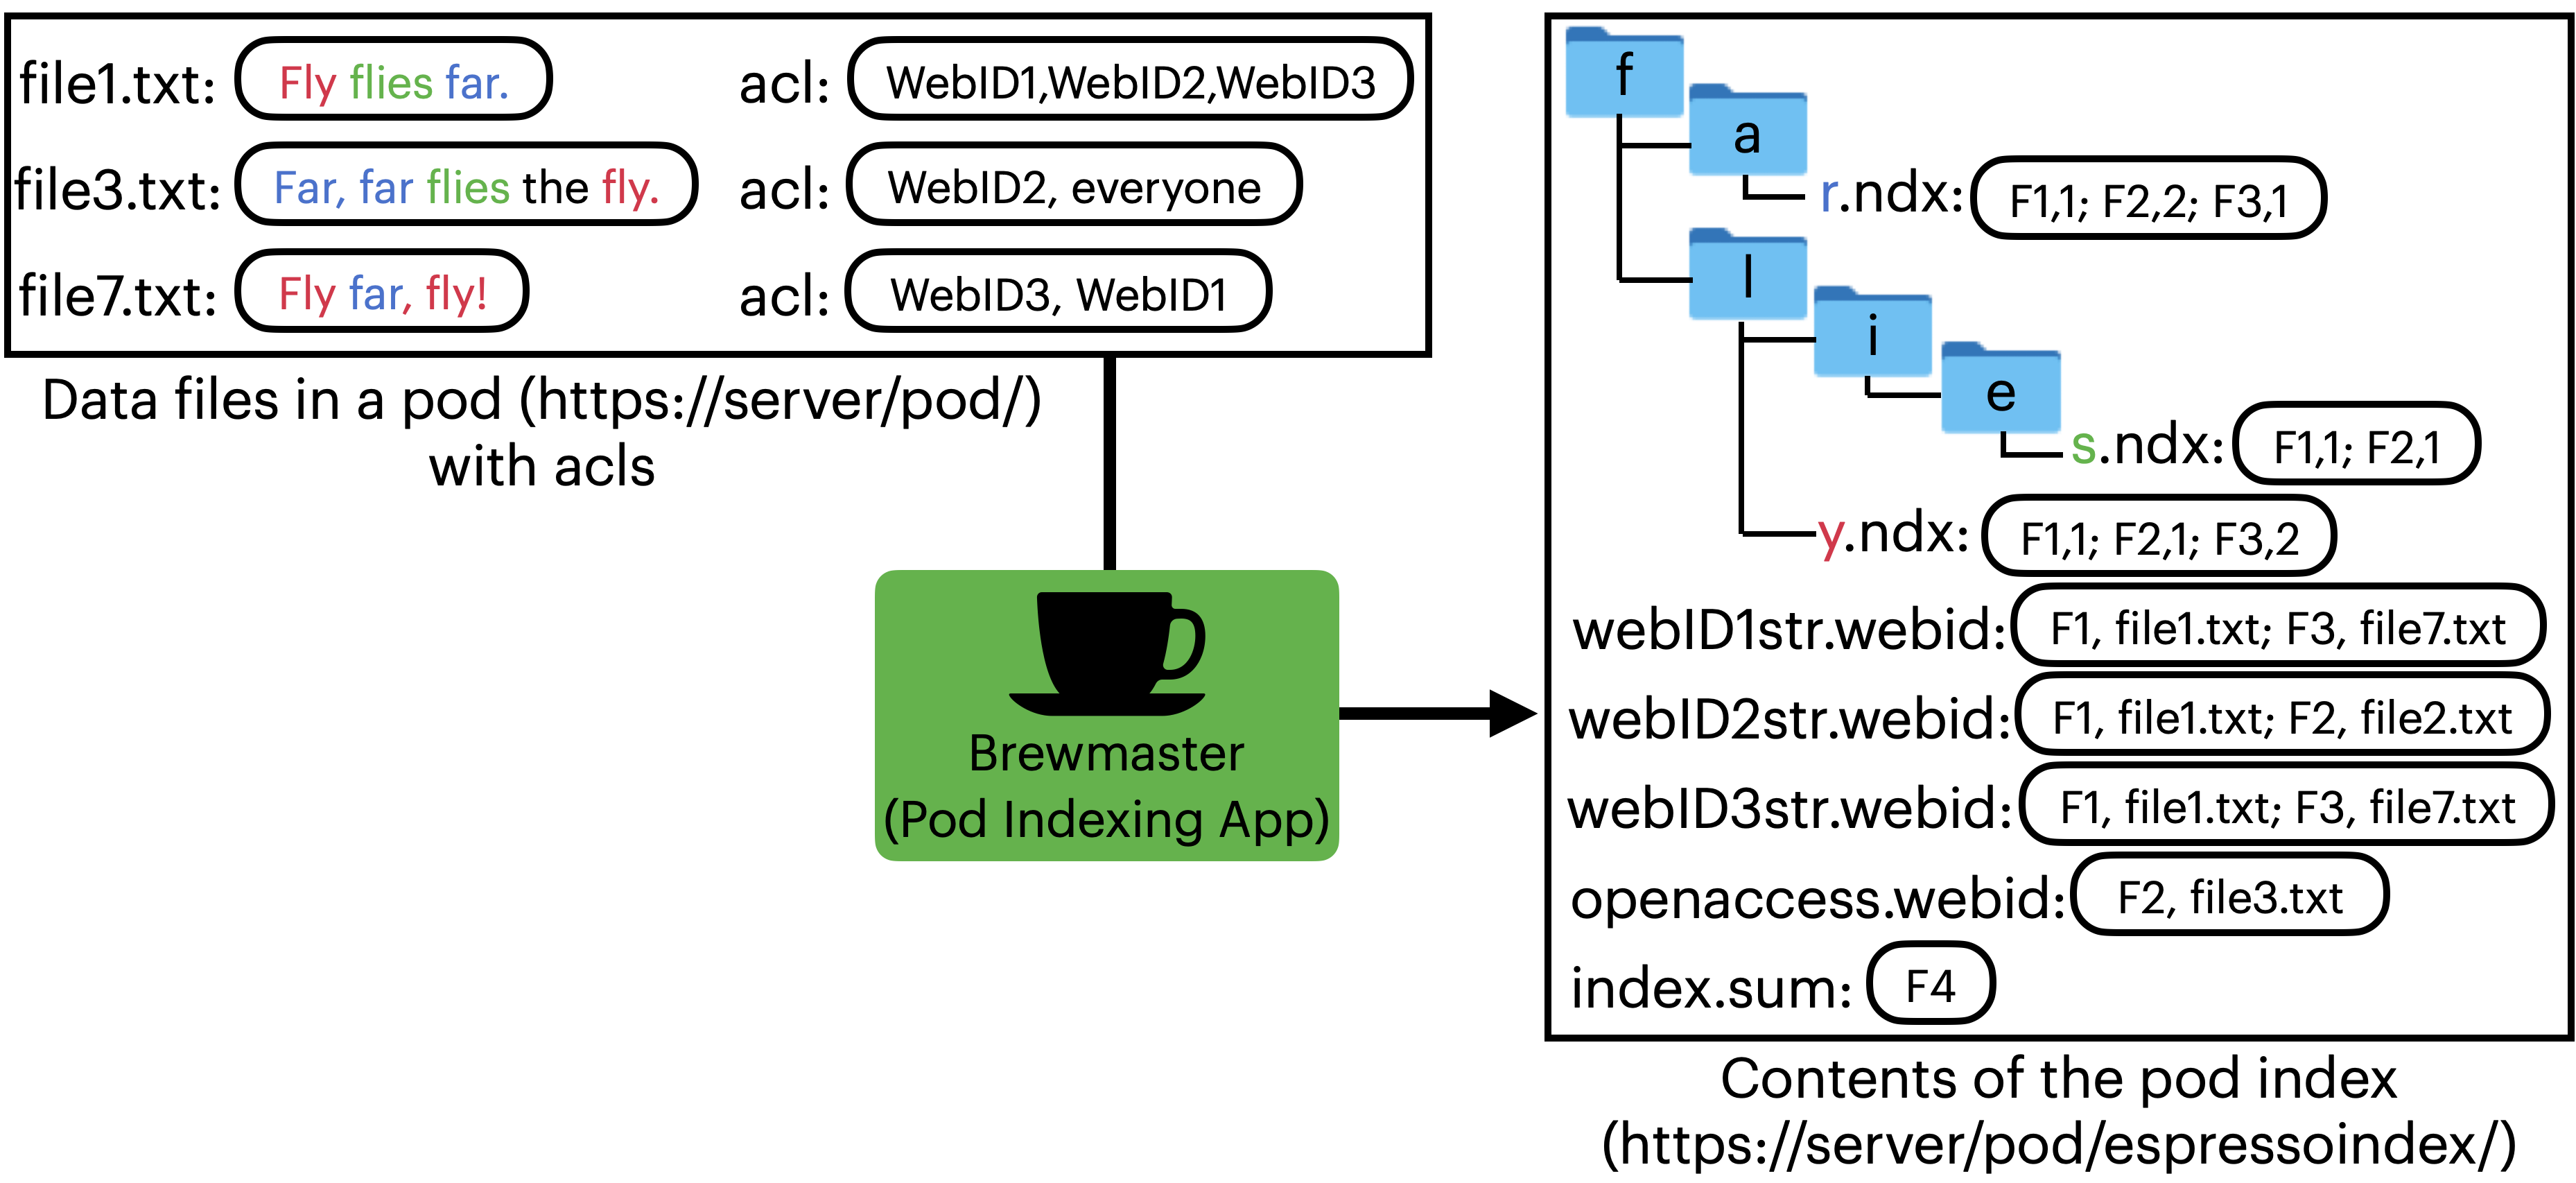 file1.txt: Fly flies far. acl: WebID1,WebID2,WebID3
file3.txt: Far, far flies the fly. acl: WebID2, everyone
file7.txt: Fly far, fly! acl: WebID3, WebID1
Data files in a pod (https://server/pod/)
with acls
Brewmaster
(Pod Indexing App)
f
a
r.ndx: F1,1; F2,2; F3,1
l
i
e
s.ndx: F1,1; F2,1
y.ndx: F1,1; F2,1; F3,2
webID1str.webid: F1, file1.txt; F3, file7.txt
webID2str.webid: F1, file1.txt; F2, file2.txt
webID3str.webid: F1, file1.txt; F3, file7.txt
openaccess.webid: F2, file3.txt
index.sum: F4
Contents of the pod index
(https://server/pod/espressoindex/)